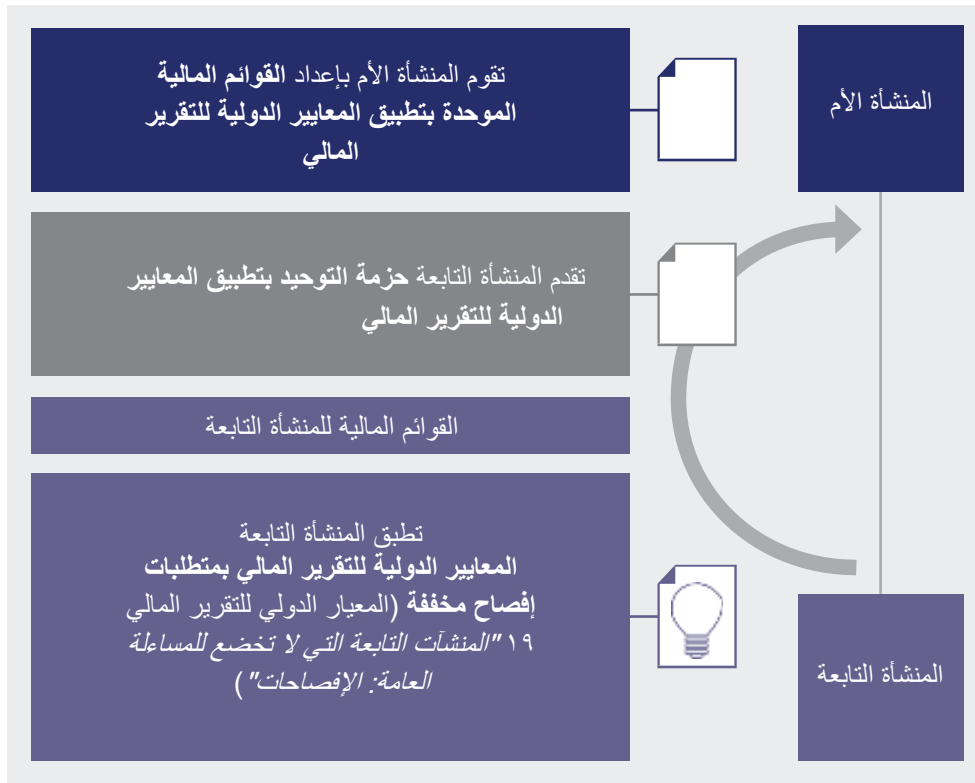 المنشأة الأم
تقوم المنشأة الأم بإعداد القوائم المالية
الموحدة بتطبيق المعايير الدولية للتقرير
المالي
تقدم المنشأة التابعة حزمة التوحيد بتطبيق المعايير
الدولية للتقرير المالي
القوائم المالية للمنشأة التابعة
المنشأة التابعة
تطبق المنشأة التابعة
المعايير الدولية للتقرير المالي بمتطلبات
إفصاح مخففة (المعيار الدولي للتقرير المالي
١٩ "المنشآت التابعة التي لا تخضع للمساءلة
العامة: الإفصاحات")